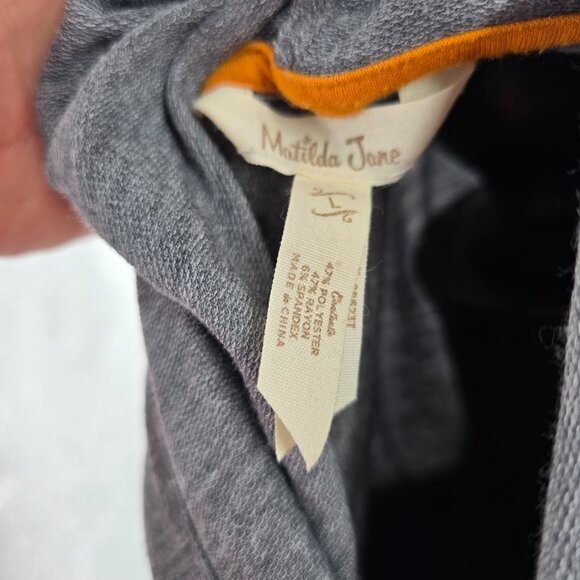 Matilda Jane
L
Contents
47% POLYESTER
47% RAYON
6% SPANDEX
MADE in CHINA